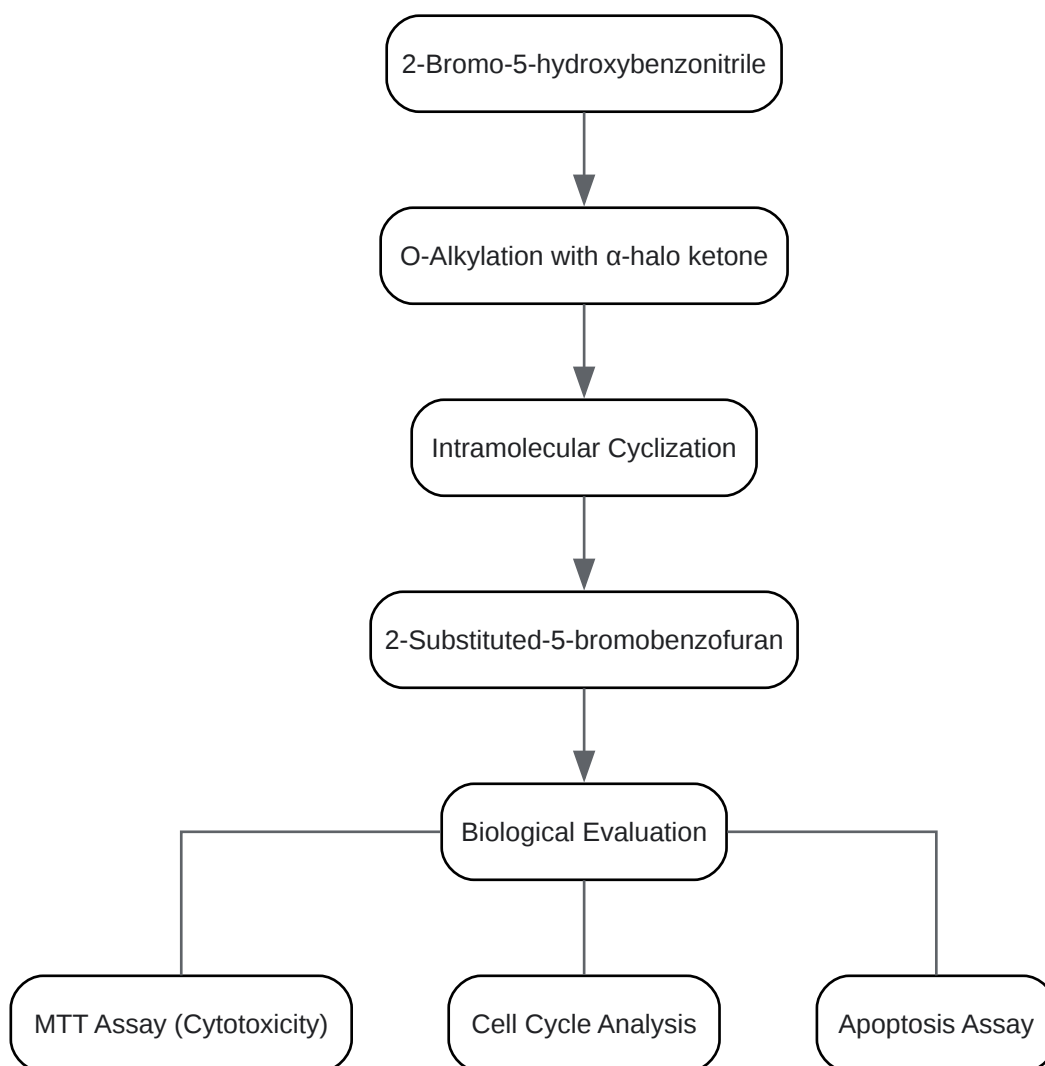 2-Bromo-5-hydroxybenzonitrile
O-Alkylation with α-halo ketone
Intramolecular Cyclization
2-Substituted-5-bromobenzofuran
Biological Evaluation
MTT Assay (Cytotoxicity)
Cell Cycle Analysis
Apoptosis Assay